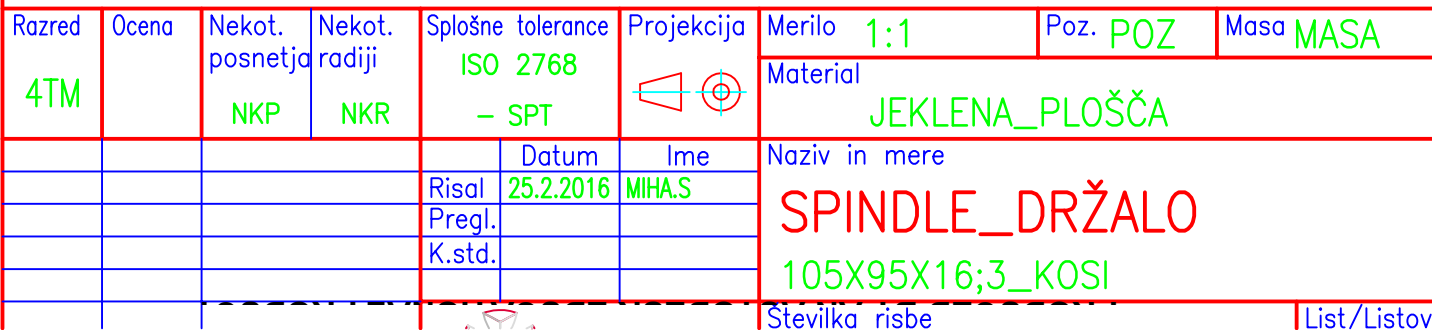 Razred Ocena Nekot. posnetja Nekot. radiji Splošne tolerance Projekcija Merilo 1:1 Poz. POZ Masa MASA
4TM NKP NKR ISO 2768
– SPT
Material
JEKLENA_PLOŠČA
Datum Ime
Risal 25.2.2016 MIHA.S
Pregl.
K.std.
Naziv in mere
SPINDLE_DRŽALO
105X95X16;3_KOSI
Številka risbe List/Listov